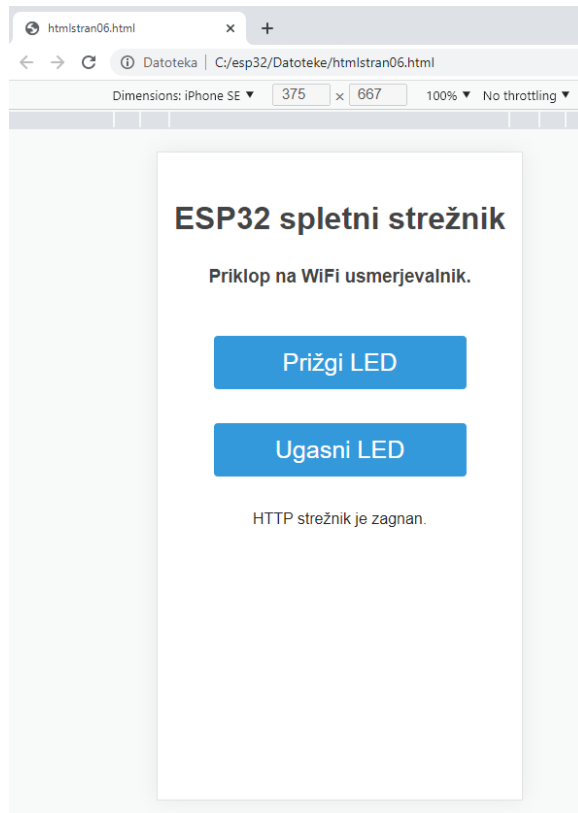 htmlstran06.html
Datoteka | C:/esp32/Datoteke/htmlstran06.html
Dimensions: iPhone SE ▼ 375 × 667 100% ▼ No throttling ▼
ESP32 spletni strežnik
Priklop na WiFi usmerjevalnik.
Prižgi LED
Ugasni LED
HTTP strežnik je zagnan.